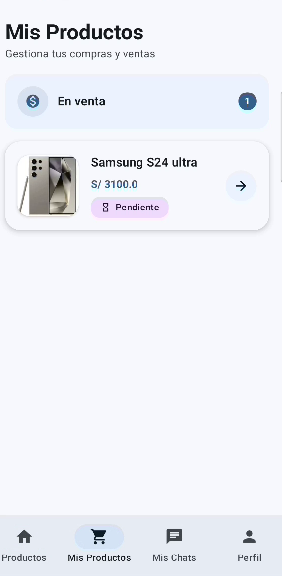 Mis Productos
Gestiona tus compras y ventas
$ En venta 1
Samsung S24 ultra
S/ 3100.0
Pendiente
Productos Mis Productos Mis Chats Perfil